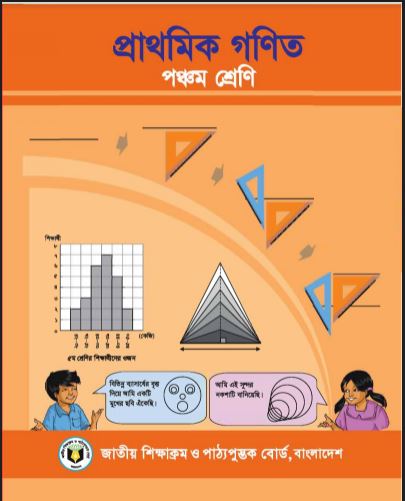 প্রাথমিক গণিত
পঞ্চম শ্রেণি
শিক্ষার্থী
(কেজি)
৫ম শ্রেণির শিক্ষার্থীদের ওজন
বিভিন্ন ব্যাসার্ধের বৃত্ত
দিয়ে আমি একটি
মুখের ছবি এঁকেছি।
আমি এই সুন্দর
নকশাটি বানিয়েছি।
জাতীয় শিক্ষাক্রম ও পাঠ্যপুস্তক বোর্ড, বাংলাদেশ